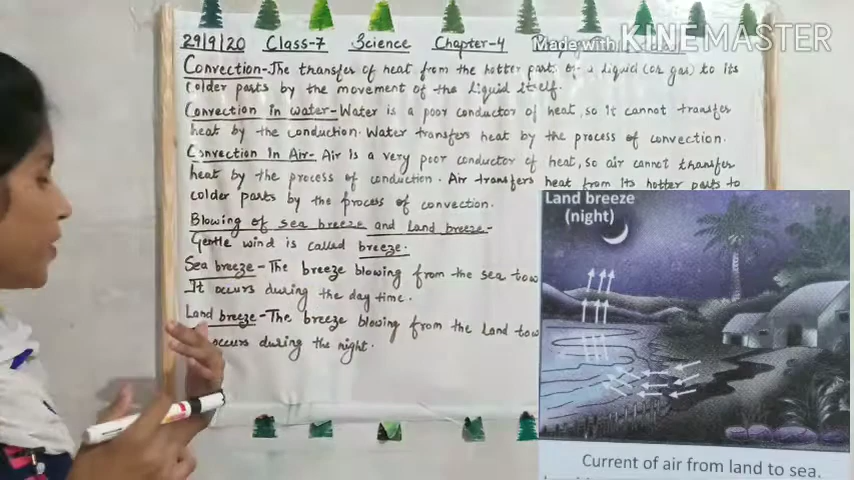 29/9/20 Class-7 Science Chapter-4
Made with KINEMASTER
Convection-The transfer of heat from the hotter parts of a liquid (or gas) to its
colder parts by the movement of the liquid itself.
Convection in water- Water is a poor conductor of heat, so it cannot transfer
heat by the conduction. Water transfers heat by the process of convection.
Convection In Air- Air is a very poor conductor of heat, so air cannot transfer
heat by the process of conduction. Air transfers heat from its hotter parts to
colder parts by the process of convection.
Blowing of sea breeze and land breeze-
Gentle wind is called breeze.
Sea breeze- The breeze blowing from the sea tow
It occurs during the day time.
Land breeze- The breeze blowing from the Land tow
occurs during the night.
Land breeze
(night)
Current of air from land to sea.